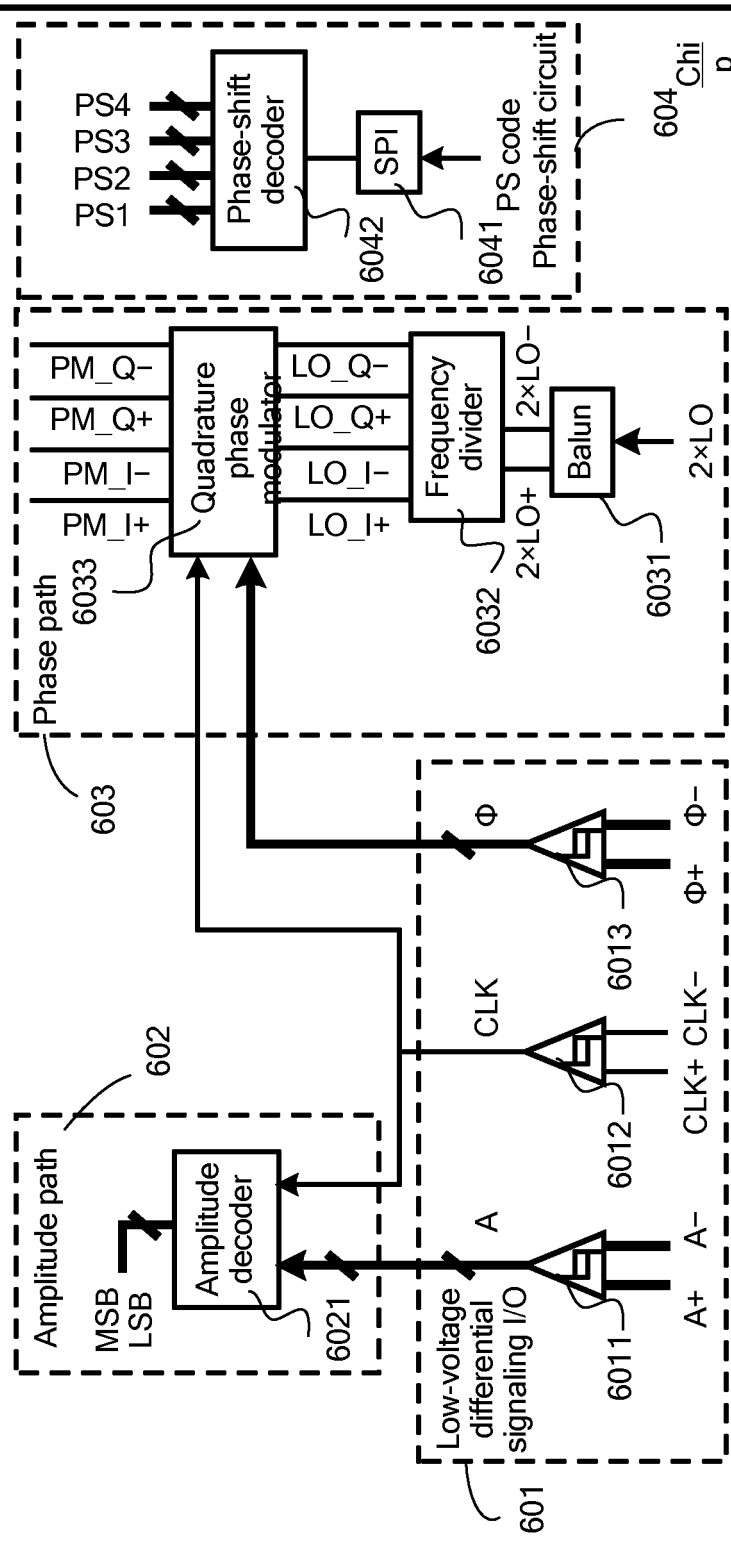 Amplitude path
602
MSB
LSB
Amplitude
decoder
6021
603
Phase path
PM_I+
PM_I−
PM_Q+
PM_Q−
6033
Quadrature
phase
modulator
LO_I+
LO_I−
LO_Q+
LO_Q−
6032
Frequency
divider
2×LO+
2×LO−
6031
Balun
2×LO
PS1
PS2
PS3
PS4
Phase-shift
decoder
6042
SPI
6041
PS code
Phase-shift circuit
604
Chi
p
601
Low-voltage
differential
signaling I/O
A
CLK
Φ
6011
6012
6013
A+
A−
CLK+
CLK−
Φ+
Φ−